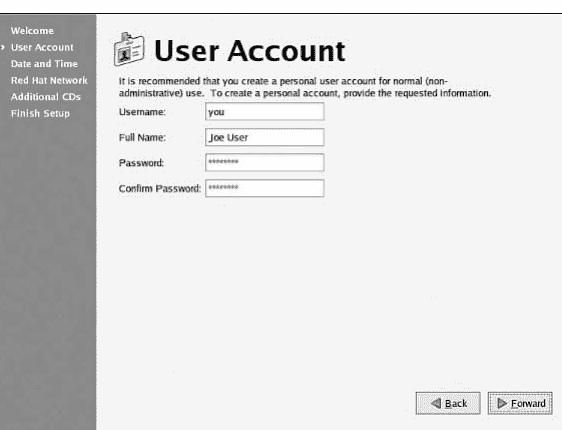 Welcome
User Account
Date and Time
Red Hat Network
Additional CDs
Finish Setup
User Account
It is recommended that you create a personal user account for normal (non-
administrative) use. To create a personal account, provide the requested information.
Username: you
Full Name: Joe User
Password: ********
Confirm Password: ********
Back Forward